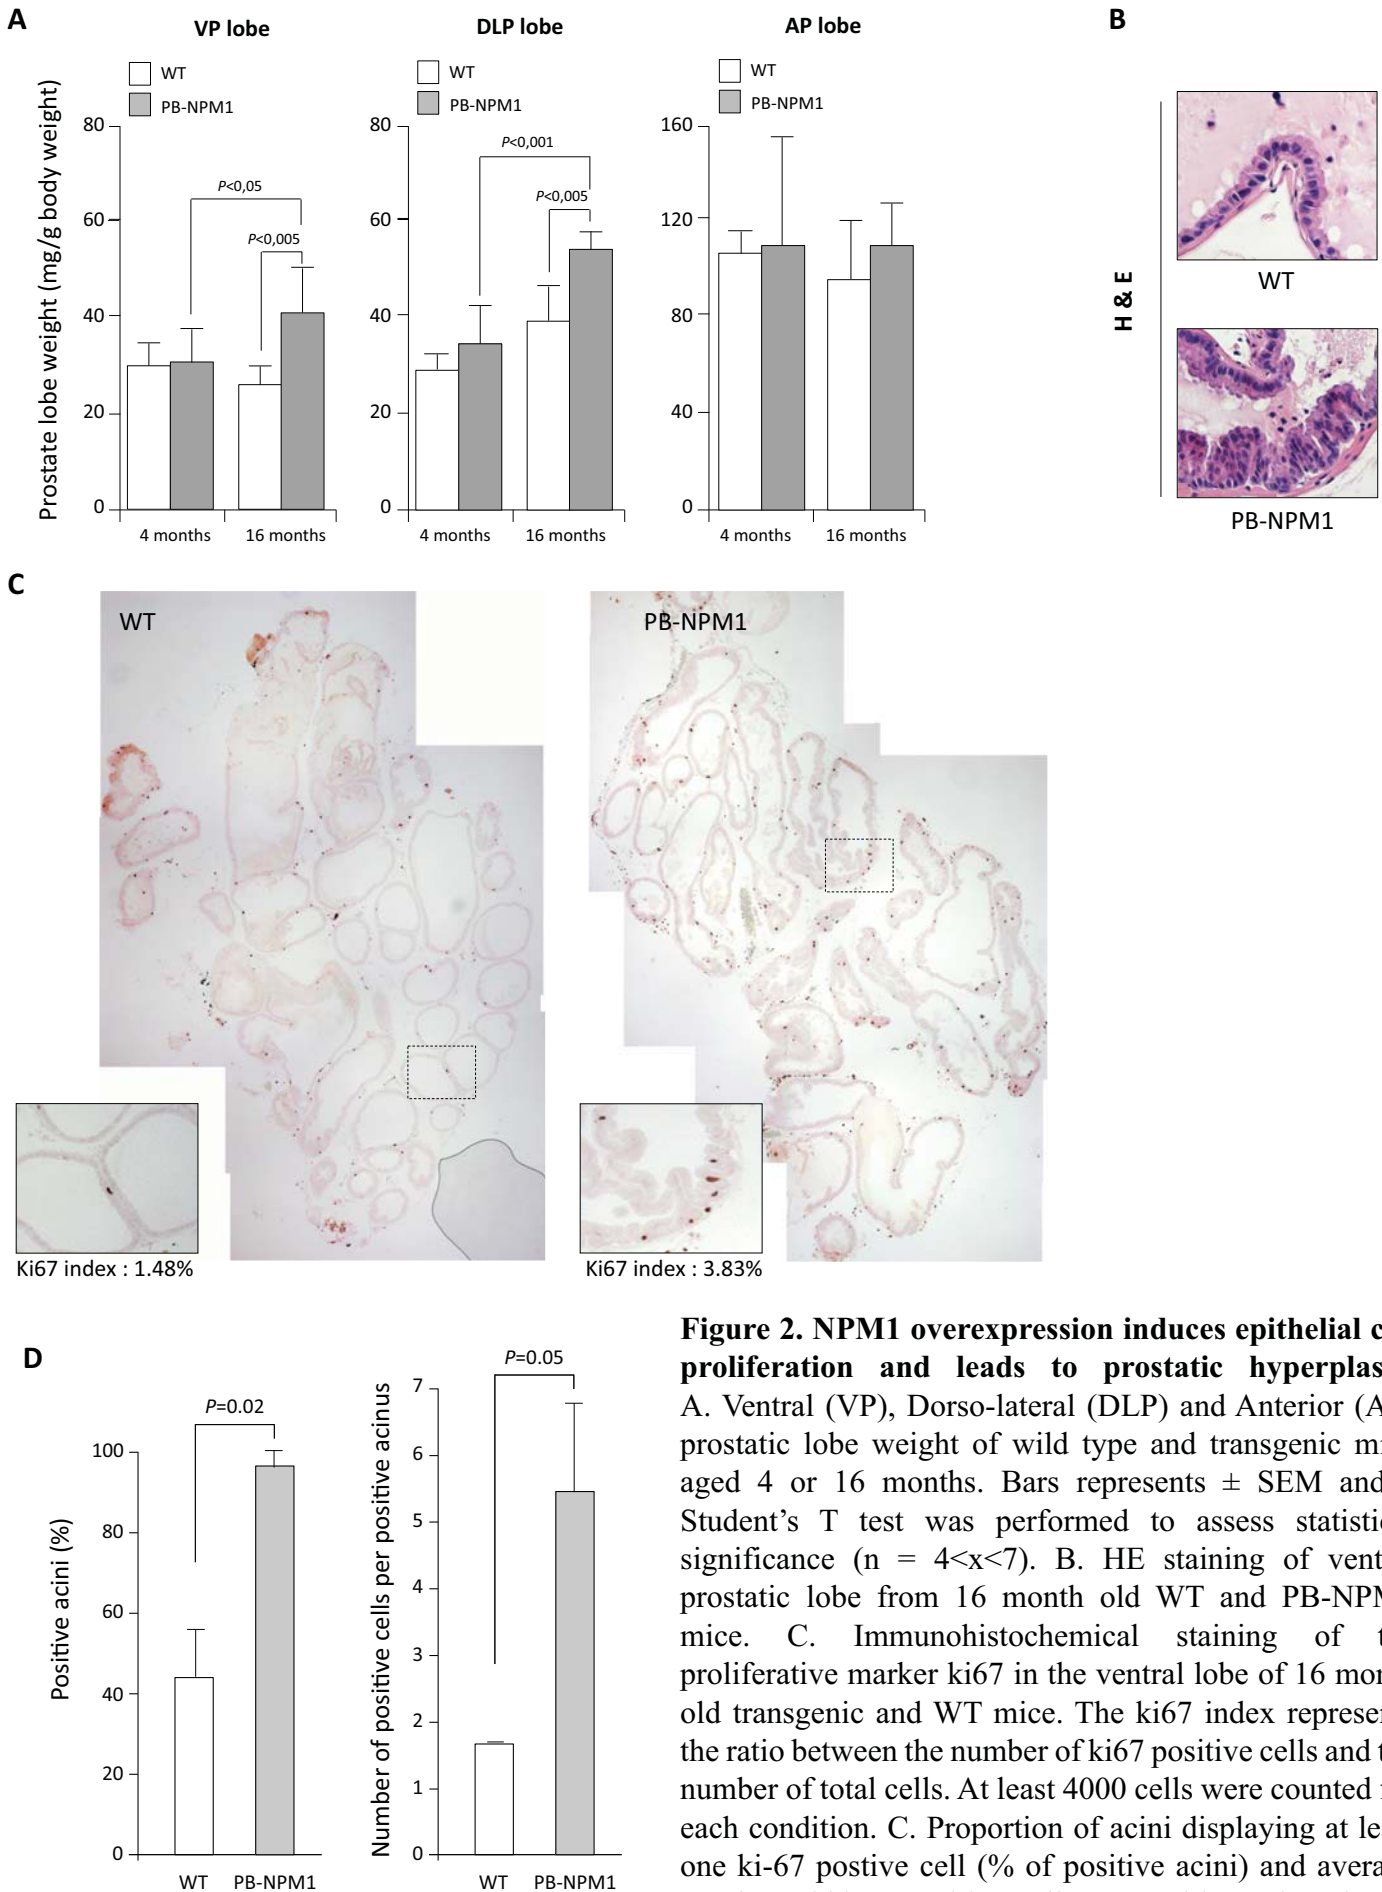 A
VP lobe
DLP lobe
AP lobe
B
WT
PB-NPM1
WT
PB-NPM1
WT
PB-NPM1
Prostate lobe weight (mg/g body weight)
80
60
40
20
0
P<0,05
P<0,005
4 months
16 months
80
60
40
20
0
P<0,001
P<0,005
4 months
16 months
160
120
80
40
0
4 months
16 months
H & E
WT
PB-NPM1
C
WT
PB-NPM1
Ki67 index : 1.48%
Ki67 index : 3.83%
D
Positive acini (%)
100
80
60
40
20
0
P=0.02
WT
PB-NPM1
Number of positive cells per positive acinus
7
6
5
4
3
2
1
0
P=0.05
WT
PB-NPM1
Figure 2. NPM1 overexpression induces epithelial c
proliferation and leads to prostatic hyperplas
A. Ventral (VP), Dorso-lateral (DLP) and Anterior (A
prostatic lobe weight of wild type and transgenic mi
aged 4 or 16 months. Bars represents ± SEM and
Student's T test was performed to assess statistic
significance (n = 4<x<7). B. HE staining of ventr
prostatic lobe from 16 month old WT and PB-NPM
mice. C. Immunohistochemical staining of t
proliferative marker ki67 in the ventral lobe of 16 mon
old transgenic and WT mice. The ki67 index represen
the ratio between the number of ki67 positive cells and t
number of total cells. At least 4000 cells were counted
each condition. C. Proportion of acini displaying at le
one ki-67 postive cell (% of positive acini) and avera